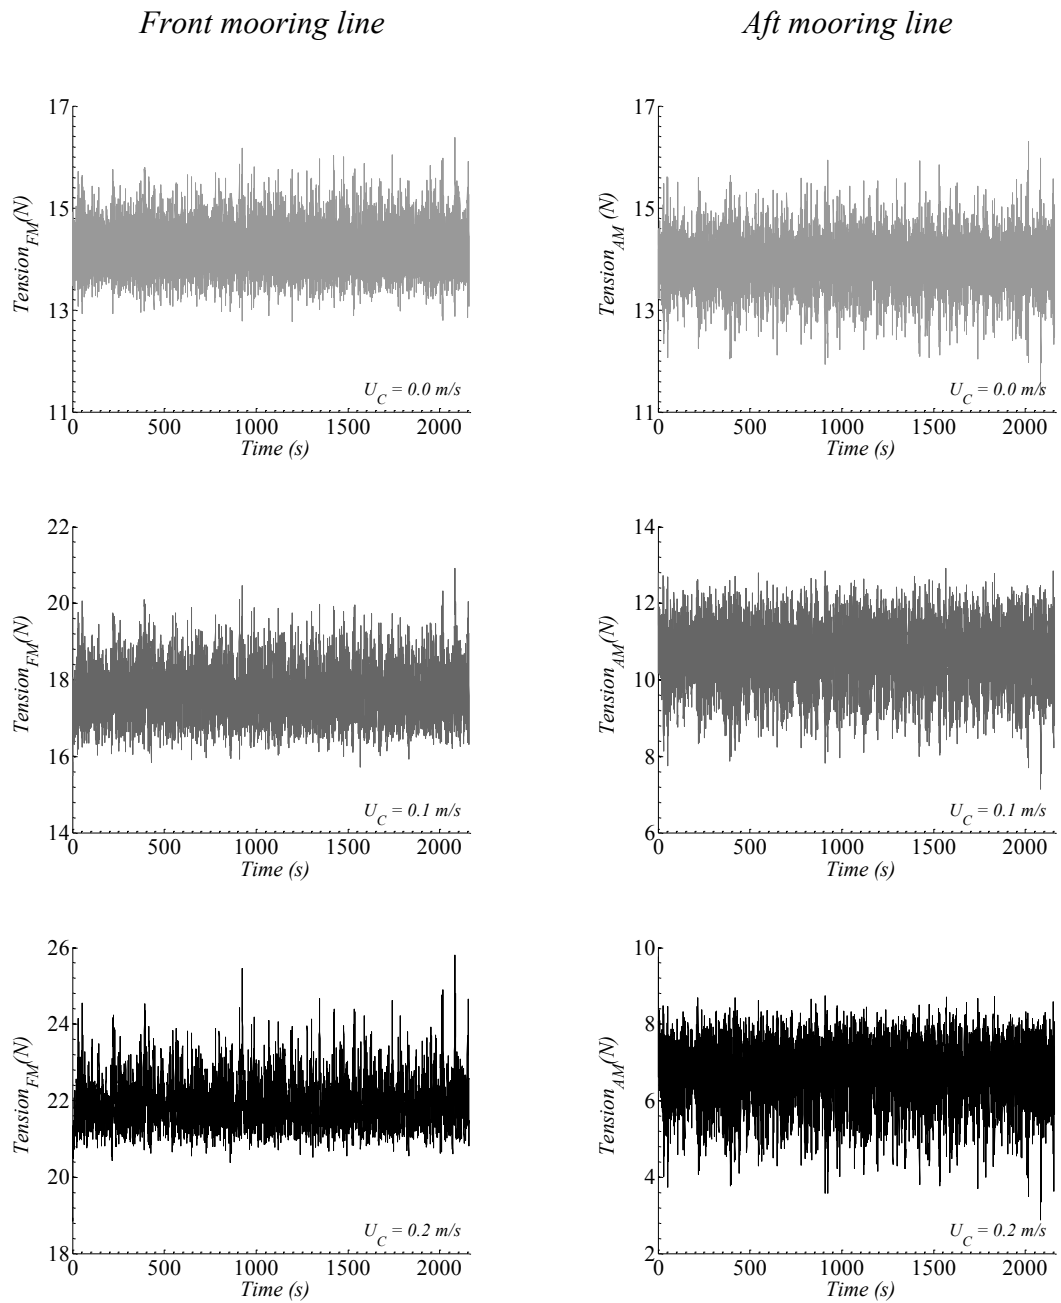 Front mooring line
Aft mooring line
17
15
13
11
Tension_FM(N)
U_C = 0.0 m/s
0 500 1000 1500 2000
Time (s)
17
15
13
11
Tension_AM (N)
U_C = 0.0 m/s
0 500 1000 1500 2000
Time (s)
22
20
18
16
14
Tension_FM(N)
U_C = 0.1 m/s
0 500 1000 1500 2000
Time (s)
14
12
10
8
6
Tension_AM(N)
U_C = 0.1 m/s
0 500 1000 1500 2000
Time (s)
26
24
22
20
18
Tension_FM(N)
U_C = 0.2 m/s
0 500 1000 1500 2000
Time (s)
10
8
6
4
2
Tension_AM(N)
U_C = 0.2 m/s
0 500 1000 1500 2000
Time (s)